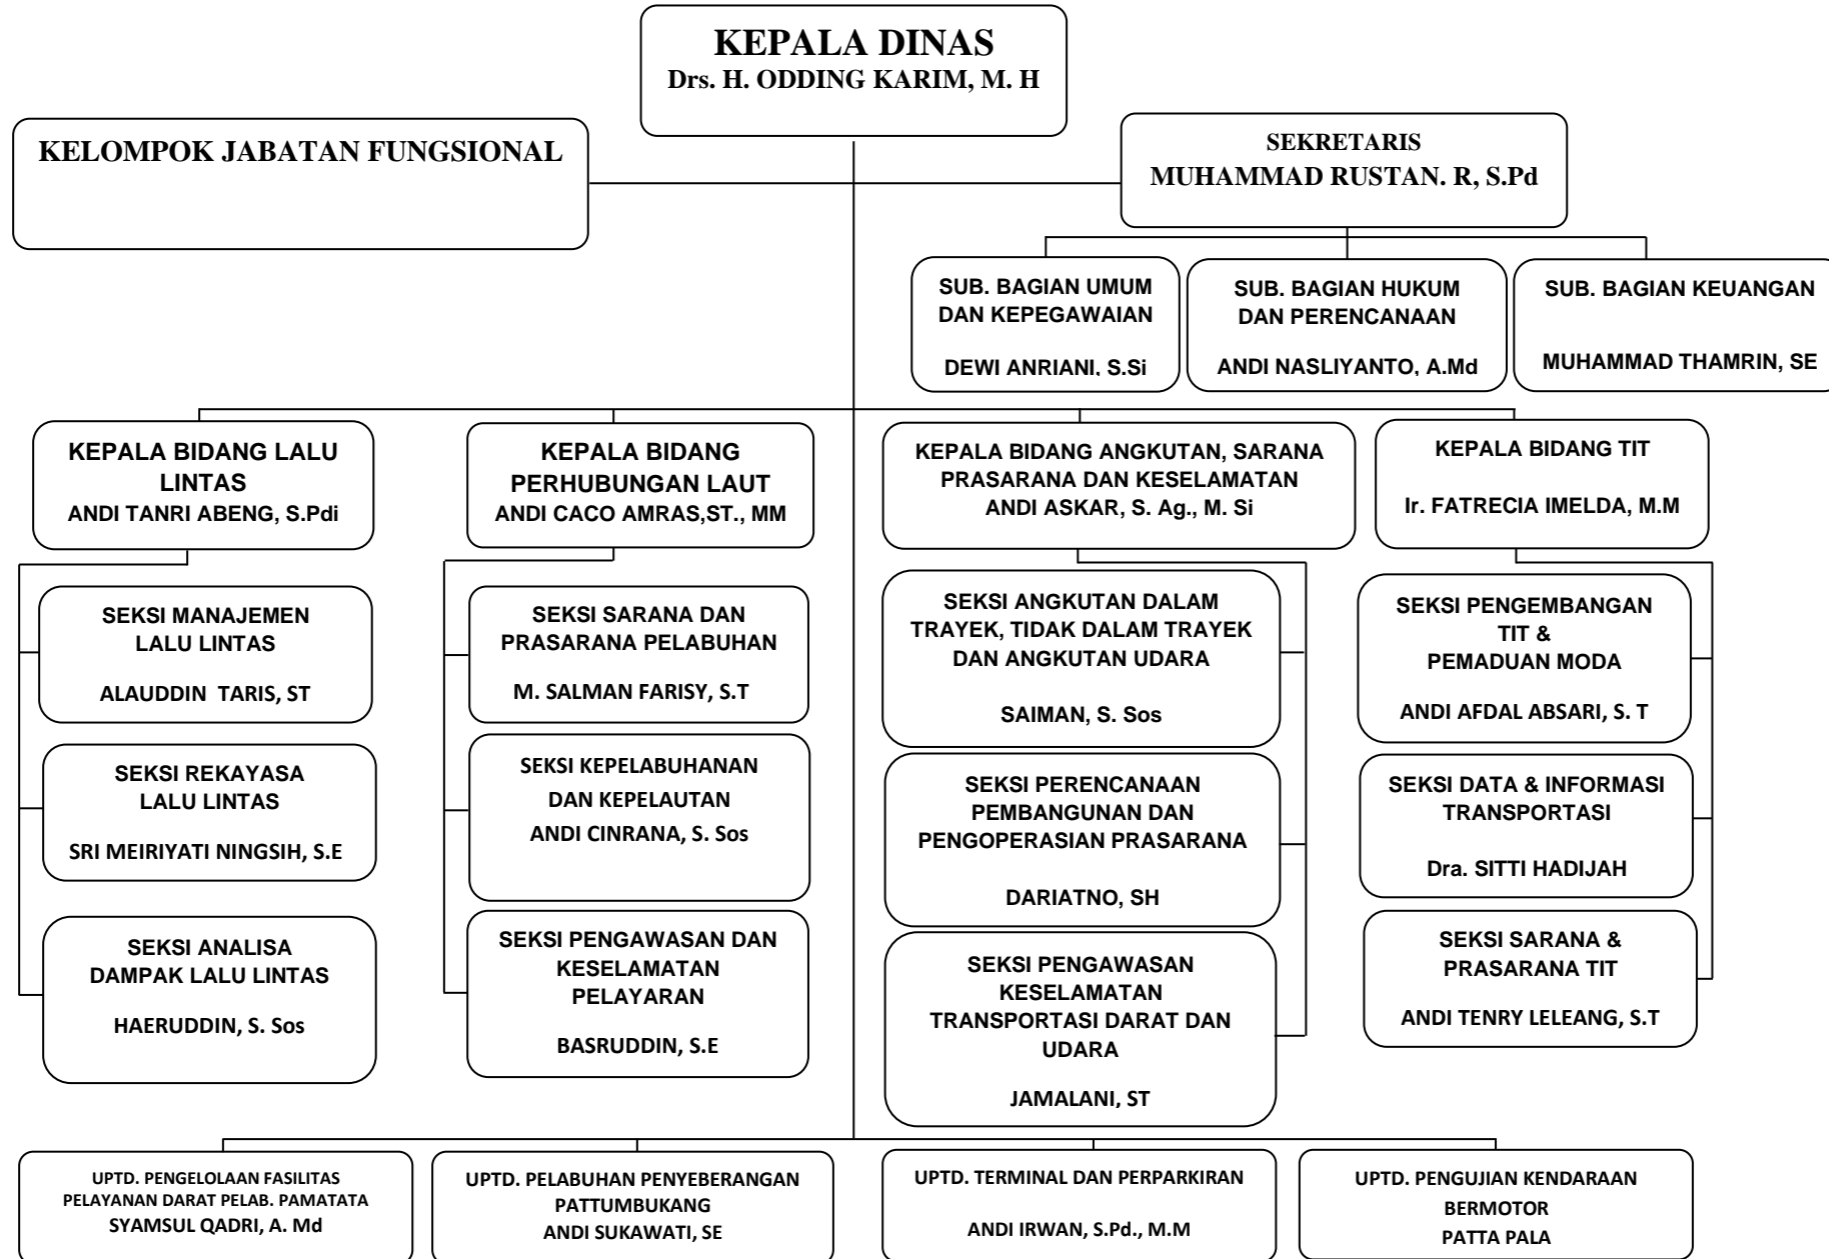 KEPALA DINAS
Drs. H. ODDING KARIM, M. H
KELOMPOK JABATAN FUNGSIONAL
SEKRETARIS
MUHAMMAD RUSTAN. R, S.Pd
SUB. BAGIAN UMUM
DAN KEPEGAWAIAN
DEWI ANRIANI, S.Si
SUB. BAGIAN HUKUM
DAN PERENCANAAN
ANDI NASLIYANTO, A.Md
SUB. BAGIAN KEUANGAN
MUHAMMAD THAMRIN, SE
KEPALA BIDANG LALU
LINTAS
ANDI TANRI ABENG, S.Pdi
KEPALA BIDANG
PERHUBUNGAN LAUT
ANDI CACO AMRAS,ST., MM
KEPALA BIDANG ANGKUTAN, SARANA
PRASARANA DAN KESELAMATAN
ANDI ASKAR, S. Ag., M. Si
KEPALA BIDANG TIT
Ir. FATRECIA IMELDA, M.M
SEKSI MANAJEMEN
LALU LINTAS
ALAUDDIN  TARIS, ST
SEKSI REKAYASA
LALU LINTAS
SRI MEIRIYATI NINGSIH, S.E
SEKSI ANALISA
DAMPAK LALU LINTAS
HAERUDDIN, S. Sos
SEKSI SARANA DAN
PRASARANA PELABUHAN
M. SALMAN FARISY, S.T
SEKSI KEPELABUHANAN
DAN KEPELAUTAN
ANDI CINRANA, S. Sos
SEKSI PENGAWASAN DAN
KESELAMATAN
PELAYARAN
BASRUDDIN, S.E
SEKSI ANGKUTAN DALAM
TRAYEK, TIDAK DALAM TRAYEK
DAN ANGKUTAN UDARA
SAIMAN, S. Sos
SEKSI PERENCANAAN
PEMBANGUNAN DAN
PENGOPERASIAN PRASARANA
DARIATNO, SH
SEKSI PENGAWASAN
KESELAMATAN
TRANSPORTASI DARAT DAN
UDARA
JAMALANI, ST
SEKSI PENGEMBANGAN
TIT &
PEMADUAN MODA
ANDI AFDAL ABSARI, S. T
SEKSI DATA & INFORMASI
TRANSPORTASI
Dra. SITTI HADIJAH
SEKSI SARANA &
PRASARANA TIT
ANDI TENRY LELEANG, S.T
UPTD. PENGELOLAAN FASILITAS
PELAYANAN DARAT PELAB. PAMATATA
SYAMSUL QADRI, A. Md
UPTD. PELABUHAN PENYEBERANGAN
PATTUMBUKANG
ANDI SUKAWATI, SE
UPTD. TERMINAL DAN PERPARKIRAN
ANDI IRWAN, S.Pd., M.M
UPTD. PENGUJIAN KENDARAAN
BERMOTOR
PATTA PALA